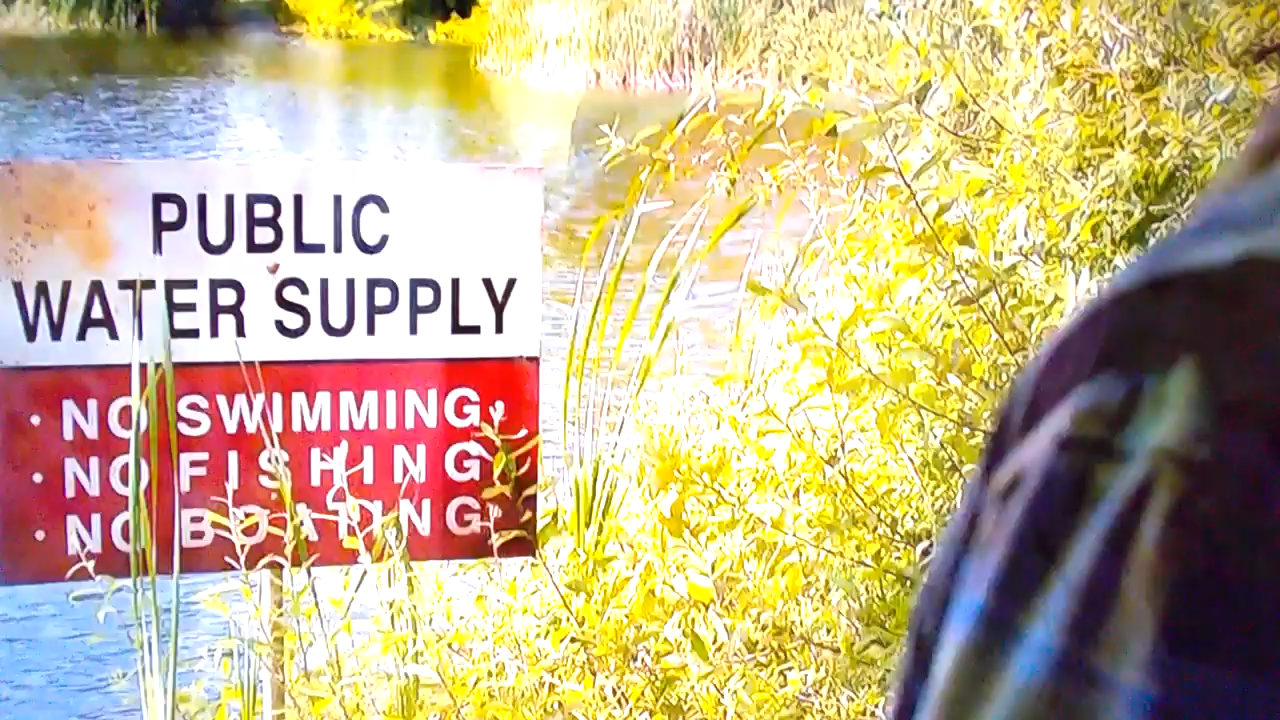 PUBLIC
WATER SUPPLY
• NO SWIMMING
• NO FISHING
• NO BOATING